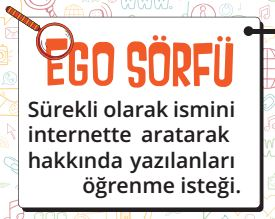 EGO SÖRFÜ
Sürekli olarak ismini
internette aratarak
hakkında yazılanları
öğrenme isteği.